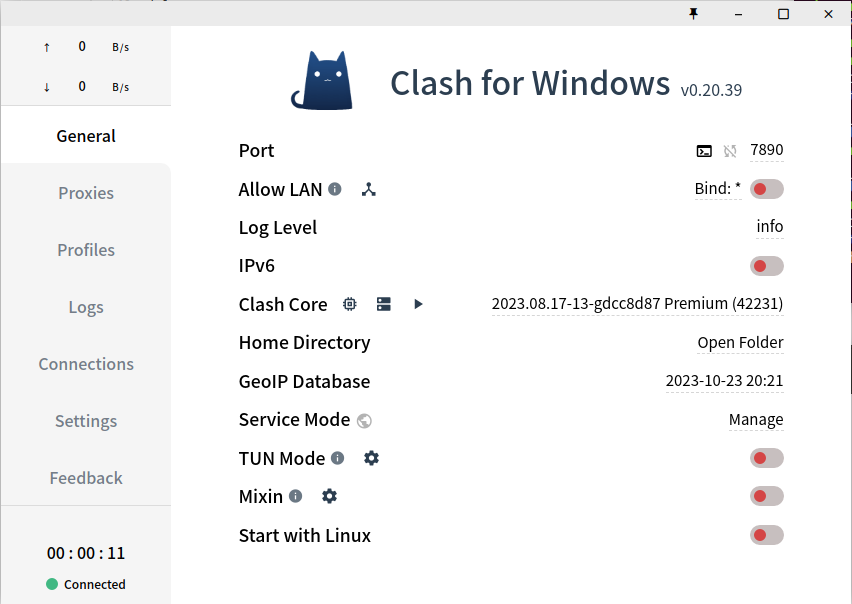 ↑ 0 B/s
↓ 0 B/s
General
Proxies
Profiles
Logs
Connections
Settings
Feedback
00 : 00 : 11
Connected
Clash for Windows v0.20.39
Port 7890
Allow LAN Bind: *
Log Level info
IPv6
Clash Core 2023.08.17-13-gdcc8d87 Premium (42231)
Home Directory Open Folder
GeoIP Database 2023-10-23 20:21
Service Mode Manage
TUN Mode
Mixin
Start with Linux